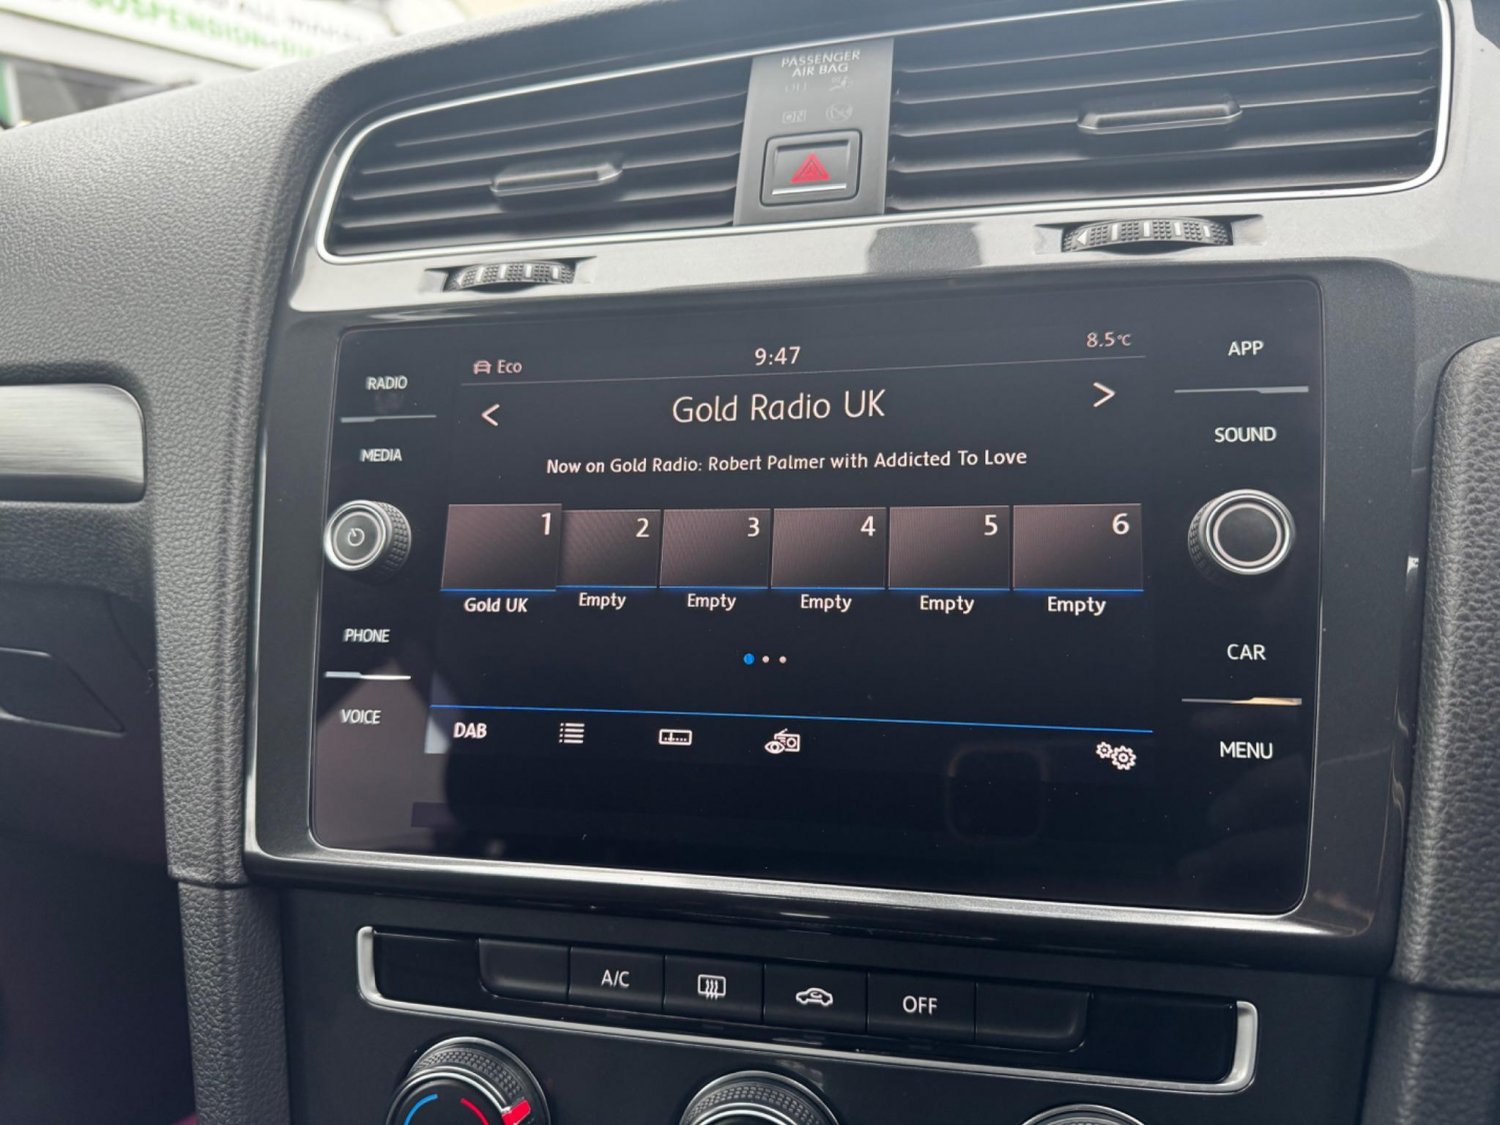 SUSPENSION
PASSENGER
AIR BAG
OFF
ON
Eco
9:47
8.5°C
RADIO
MEDIA
PHONE
VOICE
Gold Radio UK
Now on Gold Radio: Robert Palmer with Addicted To Love
1
2
3
4
5
6
Gold UK
Empty
Empty
Empty
Empty
Empty
DAB
APP
SOUND
CAR
MENU
A/C
OFF